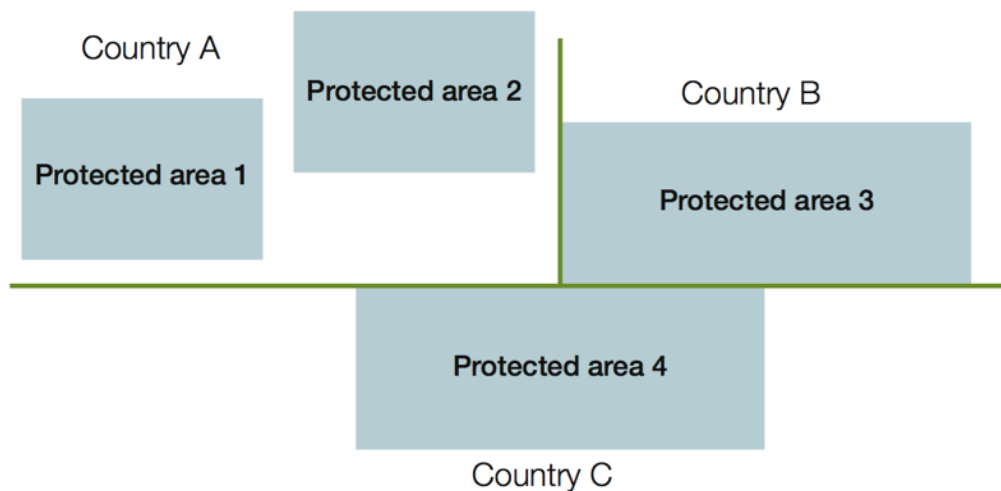 Country A
Protected area 2
Country B
Protected area 1
Protected area 3
Protected area 4
Country C